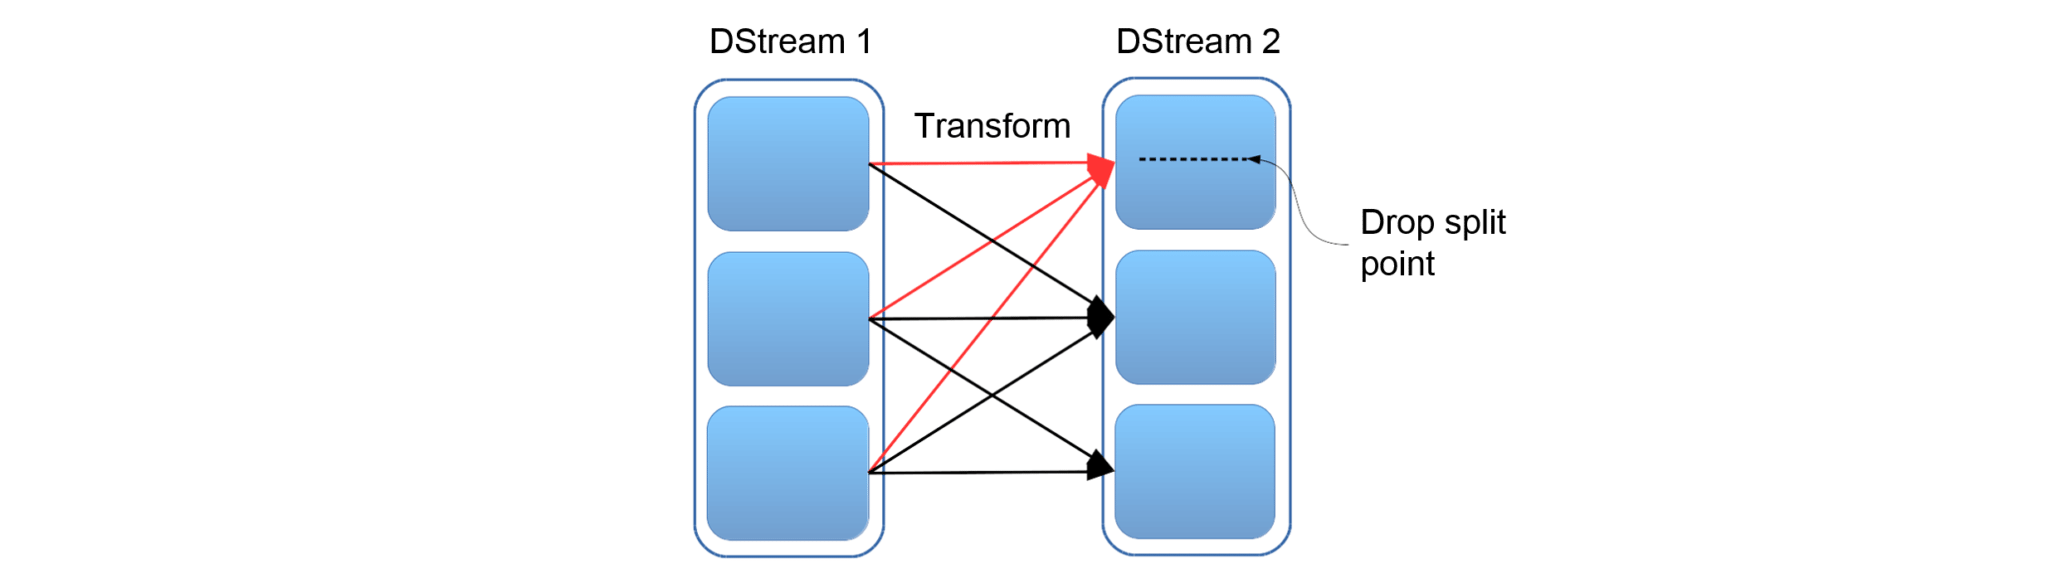 DStream 1
DStream 2
Transform
Drop split
point